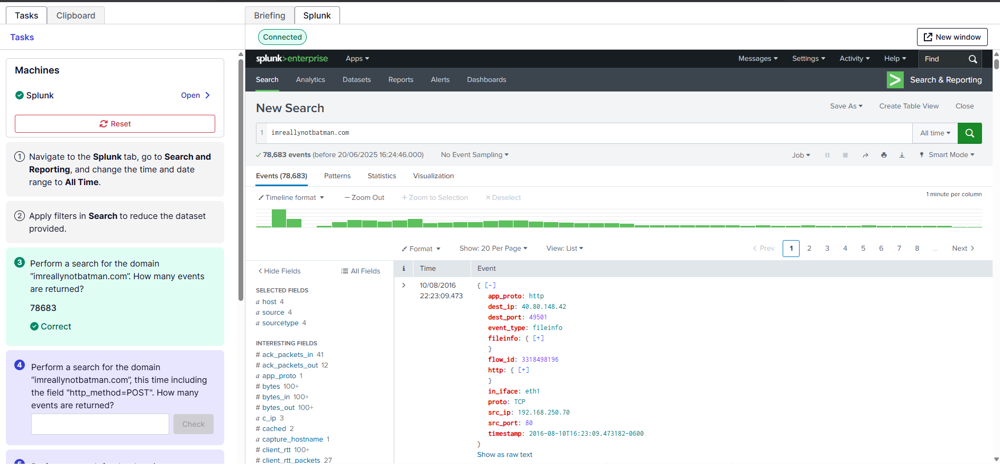 Tasks
Clipboard
Tasks
Machines
Splunk
Open
Reset
1 Navigate to the Splunk tab, go to Search and
Reporting, and change the time and date
range to All Time.
2 Apply filters in Search to reduce the dataset
provided.
3 Perform a search for the domain
“imreallynotbatman.com”. How many events
are returned?
78683
Correct
4 Perform a search for the domain
“imreallynotbatman.com”, this time including
the field "http_method=POST". How many
events are returned?
Check
Briefing
Splunk
Connected
New window
splunk>enterprise
Apps
Messages
Settings
Activity
Help
Find
Search
Analytics
Datasets
Reports
Alerts
Dashboards
Search & Reporting
New Search
Save As
Create Table View
Close
1 imreallynotbatman.com
All time
78,683 events (before 20/06/2025 16:24:46.000)
No Event Sampling
Job
Smart Mode
Events (78,683)
Patterns
Statistics
Visualization
Timeline format
— Zoom Out
+ Zoom to Selection
× Deselect
1 minute per column
Format
Show: 20 Per Page
View: List
< Prev
1
2
3
4
5
6
7
8
...
Next >
< Hide Fields
All Fields
SELECTED FIELDS
a host 4
a source 4
a sourcetype 4
INTERESTING FIELDS
# ack_packets_in 41
# ack_packets_out 12
a app_proto 1
# bytes 100+
# bytes_in 100+
# bytes_out 100+
a c_ip 3
# cached 2
a capture_hostname 1
# client_rtt 100+
# client_rtt_packets 27
i
Time
Event
10/08/2016
22:23:09.473
{ [-]
app_proto: http
dest_ip: 40.80.148.42
dest_port: 49501
event_type: fileinfo
fileinfo: { [+]
}
flow_id: 3318498196
http: { [+]
}
in_iface: eth1
proto: TCP
src_ip: 192.168.250.70
src_port: 80
timestamp: 2016-08-10T16:23:09.473182-0600
}
Show as raw text